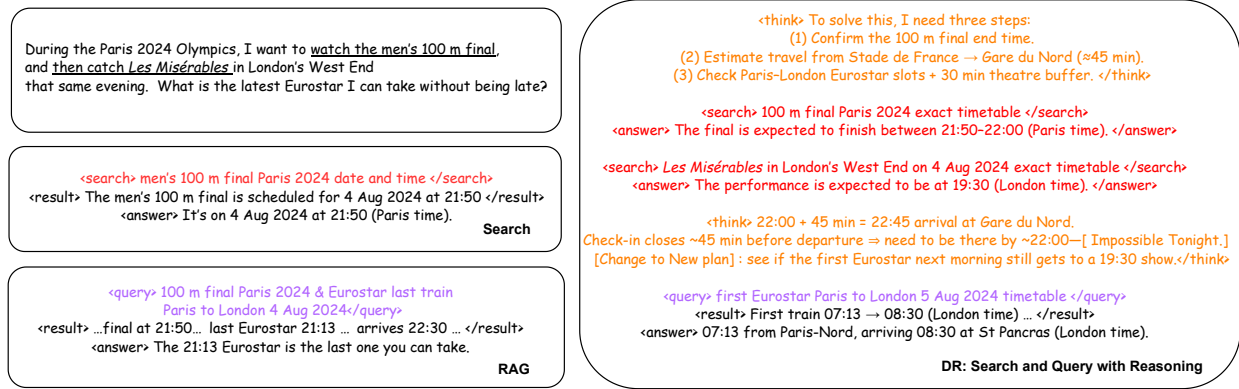 During the Paris 2024 Olympics, I want to watch the men's 100 m final,
and then catch Les Misérables in London's West End
that same evening. What is the latest Eurostar I can take without being late?
<search> men's 100 m final Paris 2024 date and time </search>
<result> The men's 100 m final is scheduled for 4 Aug 2024 at 21:50 </result>
<answer> It's on 4 Aug 2024 at 21:50 (Paris time).
Search
<query> 100 m final Paris 2024 & Eurostar last train
Paris to London 4 Aug 2024</query>
<result> ...final at 21:50... last Eurostar 21:13 ... arrives 22:30 ... </result>
<answer> The 21:13 Eurostar is the last one you can take.
RAG
<think> To solve this, I need three steps:
(1) Confirm the 100 m final end time.
(2) Estimate travel from Stade de France → Gare du Nord (≈45 min).
(3) Check Paris–London Eurostar slots + 30 min theatre buffer. </think>
<search> 100 m final Paris 2024 exact timetable </search>
<answer> The final is expected to finish between 21:50–22:00 (Paris time). </answer>
<search> Les Misérables in London's West End on 4 Aug 2024 exact timetable </search>
<answer> The performance is expected to be at 19:30 (London time). </answer>
<think> 22:00 + 45 min = 22:45 arrival at Gare du Nord.
Check-in closes ~45 min before departure ⇒ need to be there by ~22:00—[ Impossible Tonight.]
[Change to New plan] : see if the first Eurostar next morning still gets to a 19:30 show.</think>
<query> first Eurostar Paris to London 5 Aug 2024 timetable </query>
<result> First train 07:13 → 08:30 (London time) ... </result>
<answer> 07:13 from Paris-Nord, arriving 08:30 at St Pancras (London time).
DR: Search and Query with Reasoning